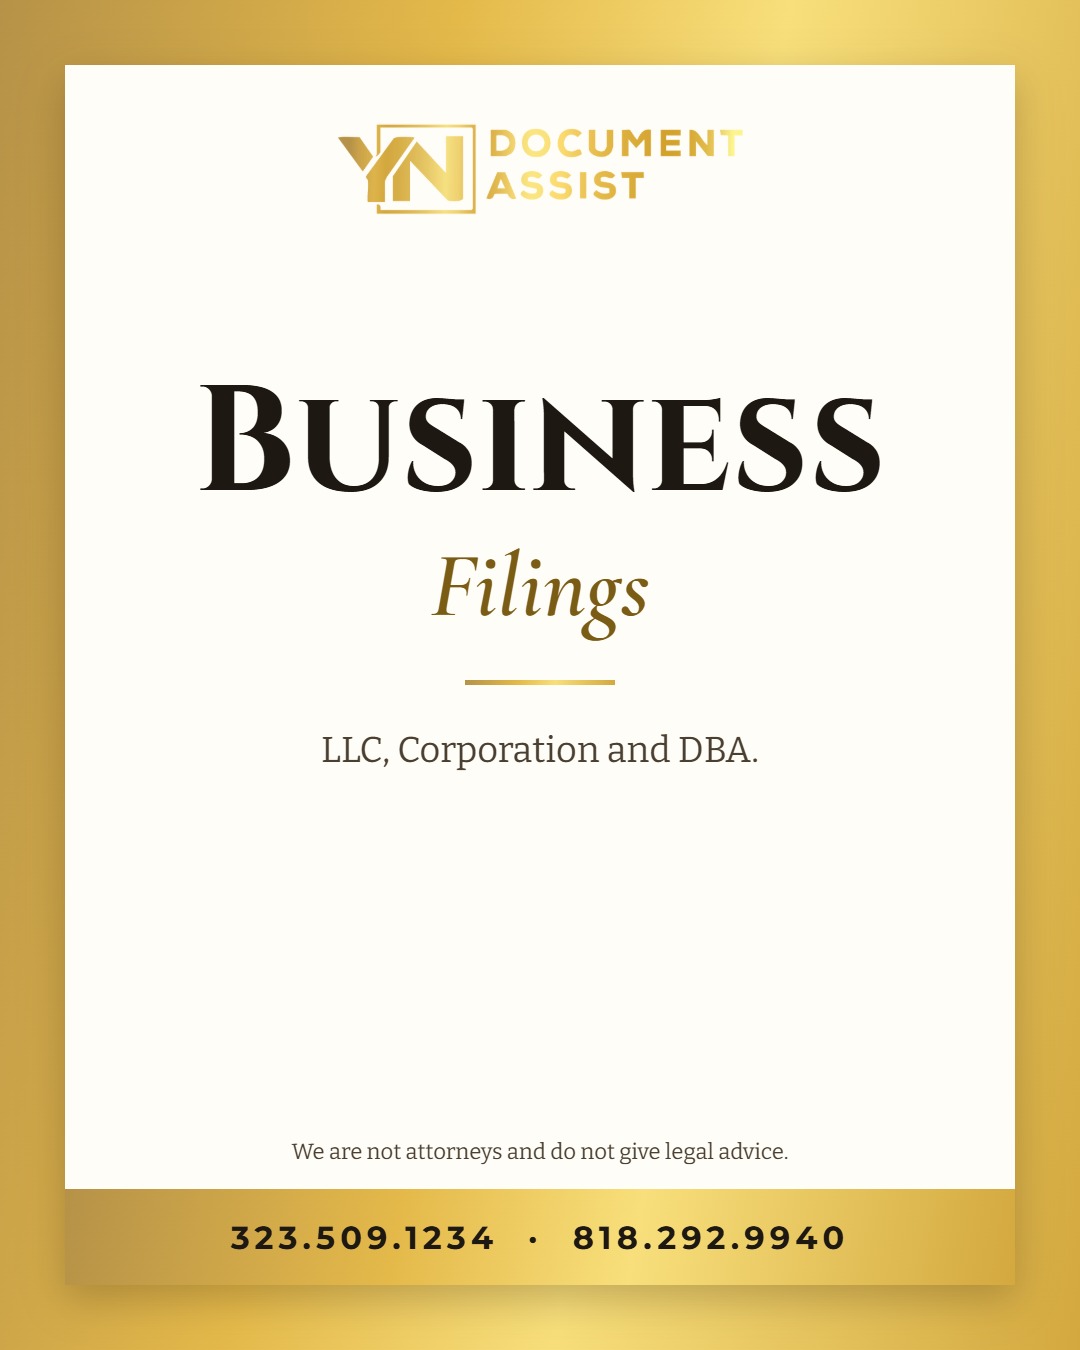 YN DOCUMENT
ASSIST
BUSINESS
Filings
LLC, Corporation and DBA.
We are not attorneys and do not give legal advice.
323.509.1234 · 818.292.9940